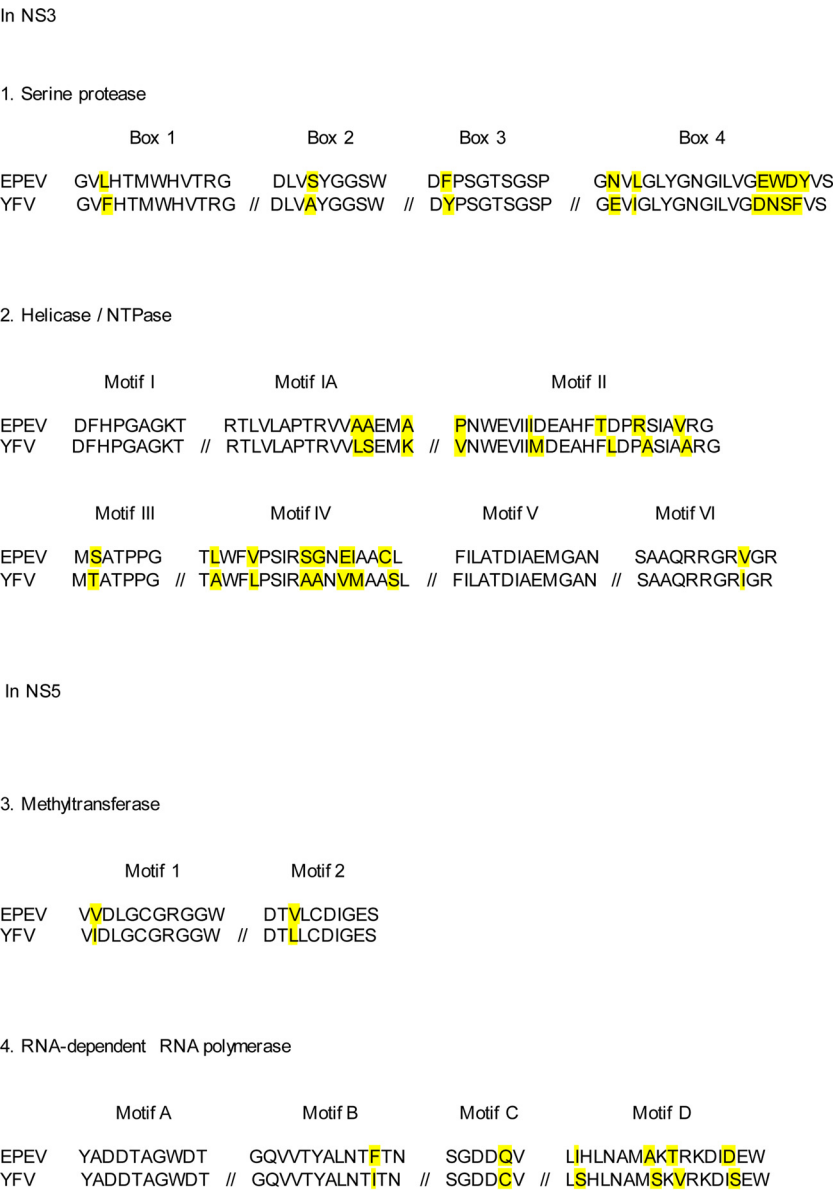 In NS3
1. Serine protease
Box 1 Box 2 Box 3 Box 4
EPEV GVLHTMWHVTRG DLVSYGGSW DFPSGTSGSP GNVLGLYGNGILVGEWDYVS
YFV GVFHTMWHVTRG // DLVAYGGSW // DYPSGTSGSP // GEVIGLYGNGILVGDNSFVS
2. Helicase / NTPase
Motif I Motif IA Motif II
EPEV DFHPGAGKT RTLVLAPTRVVAAEMA PNWEVIIIDEAHFTDPRSIAVRG
YFV DFHPGAGKT // RTLVLAPTRVVLSEMK // VNWEVIIMDEAHFLDPASIAARG
Motif III Motif IV Motif V Motif VI
EPEV MSATPPG TLWFVPSIRSGNEIAACL FILATDIAEMGAN SAAQRRGRVGR
YFV MTATPPG // TAWFLPSIRAANVMAASL // FILATDIAEMGAN // SAAQRRGRIGR
In NS5
3. Methyltransferase
Motif 1 Motif 2
EPEV VVDLGCGRGGW DTVLCDIGES
YFV VIDLGCGRGGW // DTLLCDIGES
4. RNA-dependent RNA polymerase
Motif A Motif B Motif C Motif D
EPEV YADDTAGWDT GQVVTYALNTFTN SGDDQV LIHLNAMAKTRKDIDEW
YFV YADDTAGWDT // GQVVTYALNTITN // SGDDCV // LSHLNAMSKVRKDISEW